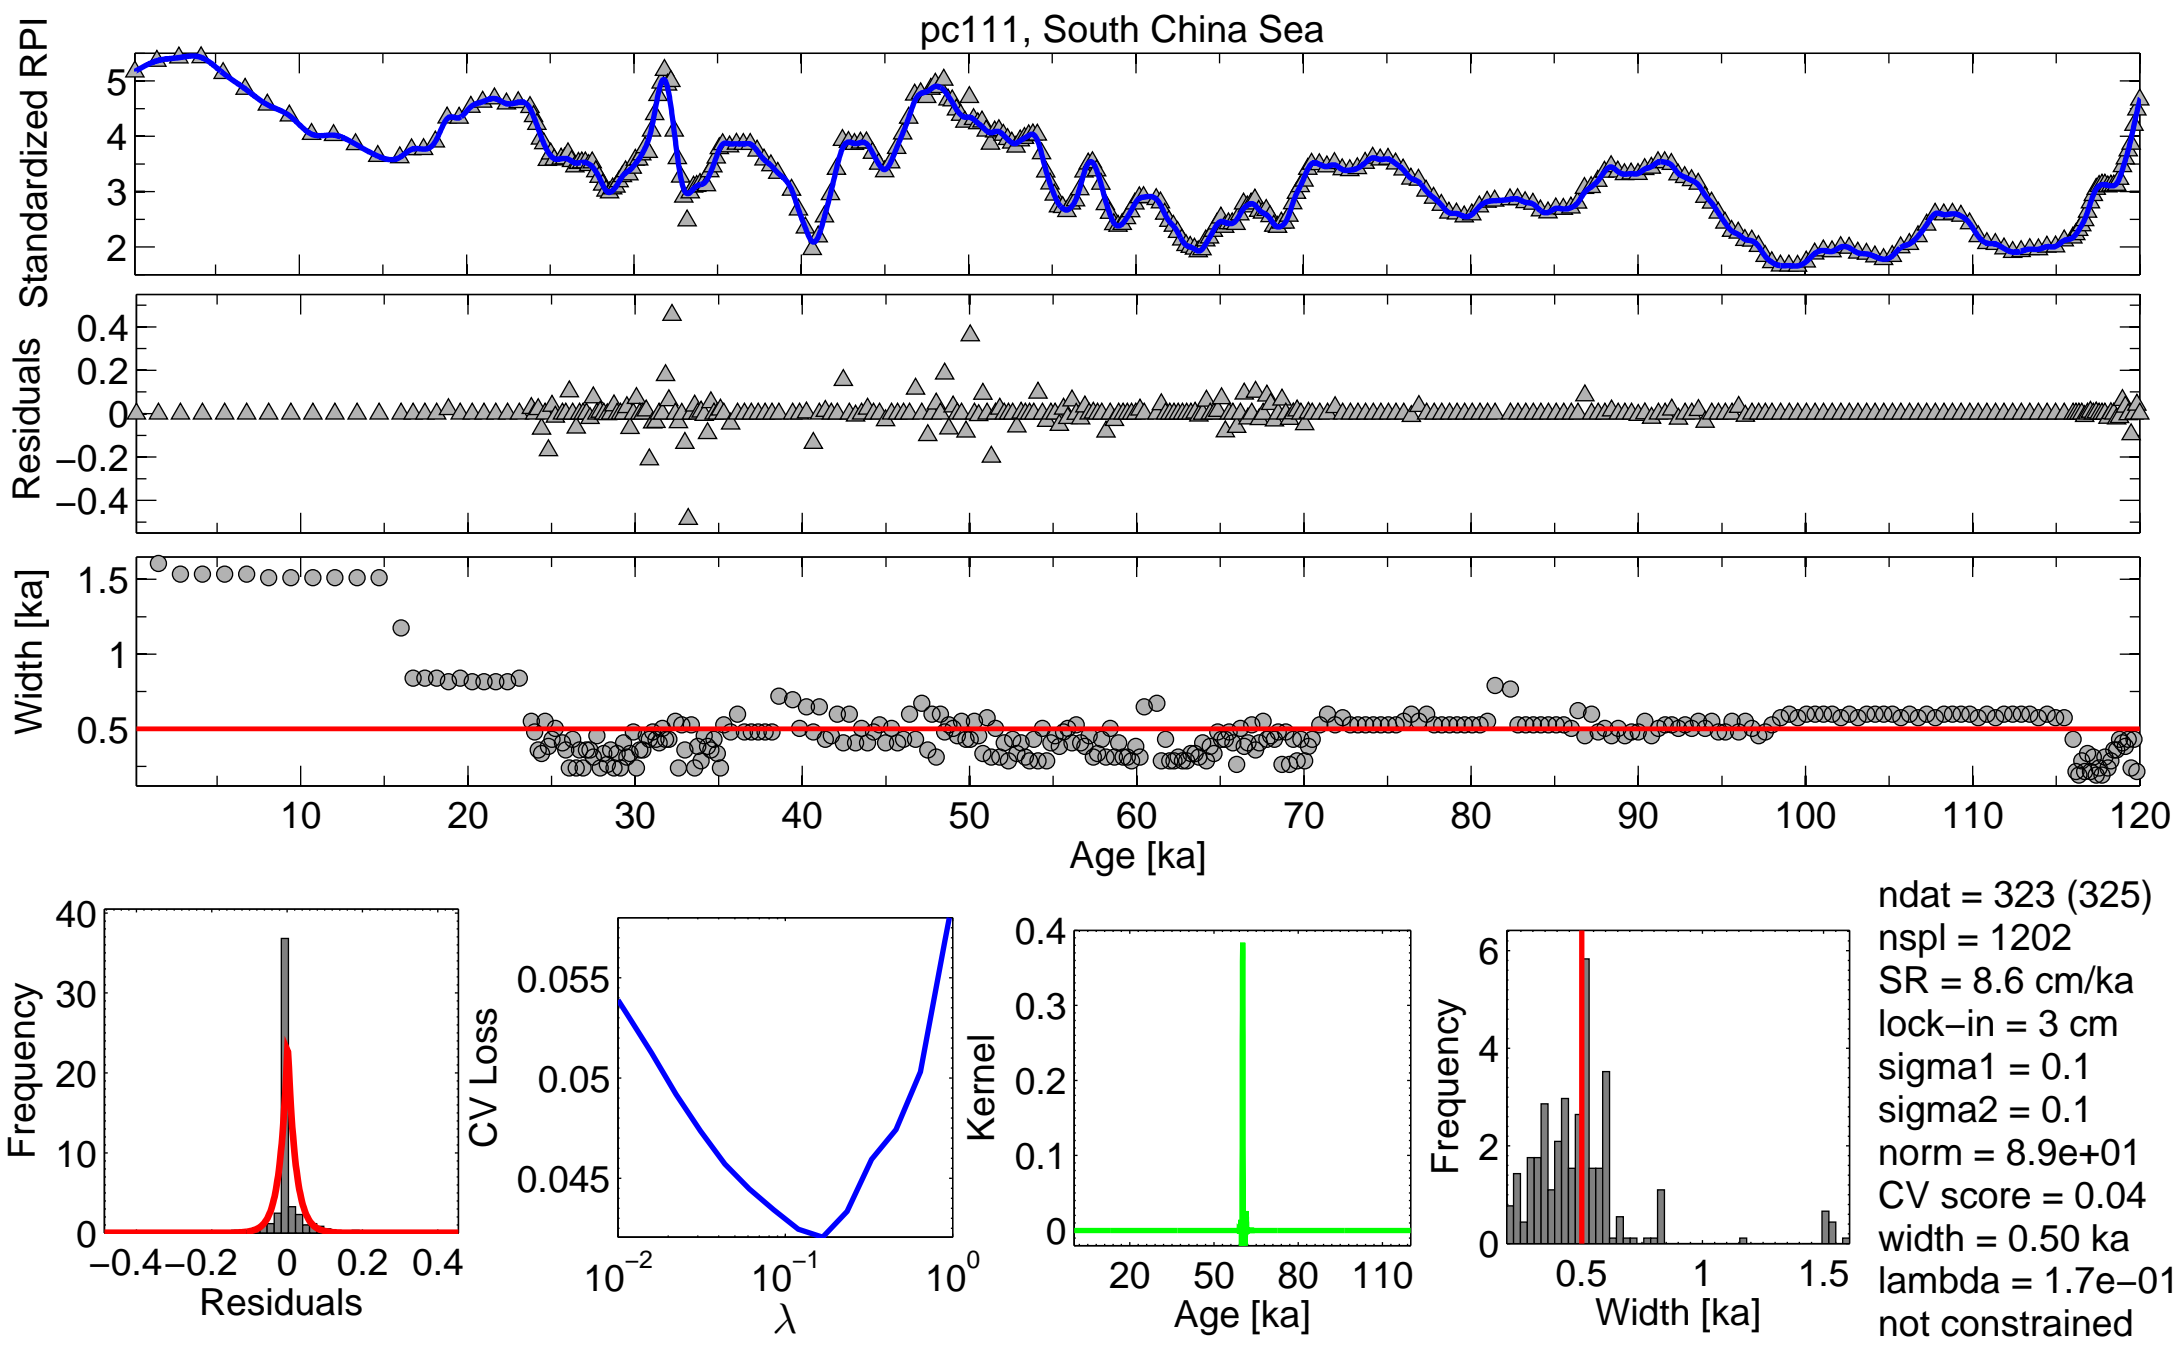 pc111, South China Sea
Standardized RPI
5
4
3
2
Residuals
0.4
0.2
0
−0.2
−0.4
Width [ka]
1.5
1
0.5
10 20 30 40 50 60 70 80 90 100 110 120
Age [ka]
Frequency
40
30
20
10
0
−0.4 −0.2 0 0.2 0.4
Residuals
CV Loss
0.055
0.05
0.045
10⁻² 10⁻¹ 10⁰
λ
Kernel
0.4
0.3
0.2
0.1
0
20 50 80 110
Age [ka]
Frequency
6
4
2
0
0.5 1 1.5
Width [ka]
ndat = 323 (325)
nspl = 1202
SR = 8.6 cm/ka
lock−in = 3 cm
sigma1 = 0.1
sigma2 = 0.1
norm = 8.9e+01
CV score = 0.04
width = 0.50 ka
lambda = 1.7e−01
not constrained